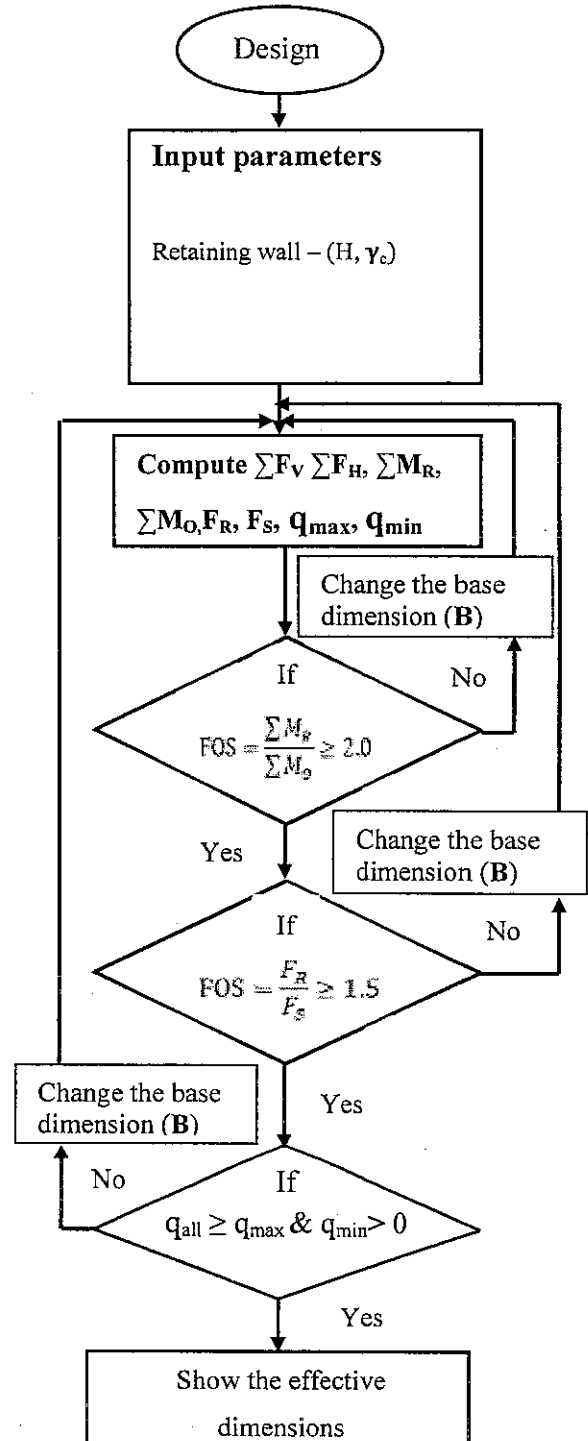 Design
Input parameters
Retaining wall – (H, γc)
Compute ∑FV ∑FH, ∑MR,
∑MO, FR, FS, qmax, qmin
Change the base
dimension (B)
If
No
FOS = ∑MR / ∑MO ≥ 2.0
Yes
Change the base
dimension (B)
If
No
FOS = FR / FS ≥ 1.5
Change the base
dimension (B)
Yes
No
If
qall ≥ qmax & qmin> 0
Yes
Show the effective
dimensions